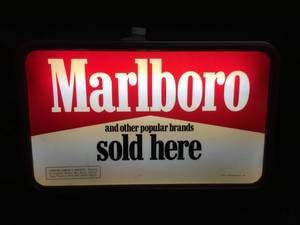 Marlboro
and other popular brands
sold here